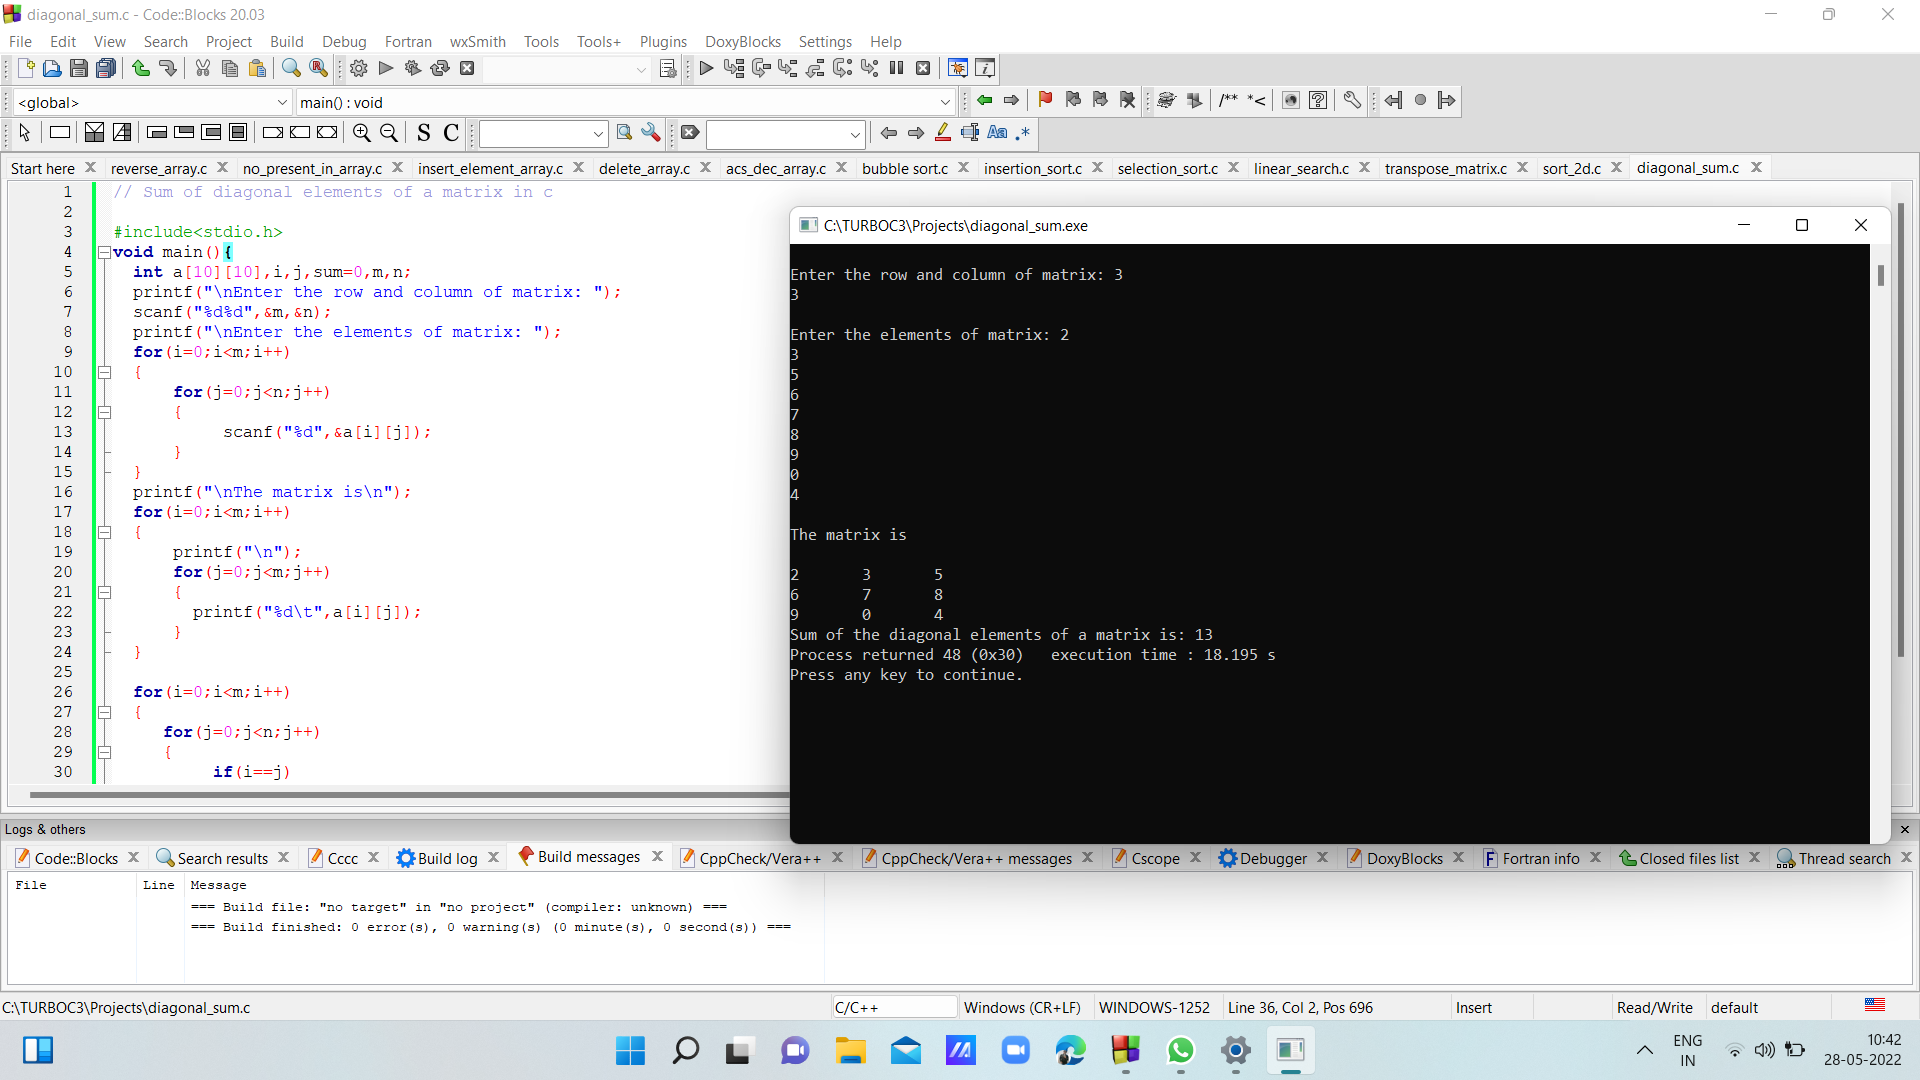 diagonal_sum.c - Code::Blocks 20.03
File Edit View Search Project Build Debug Fortran wxSmith Tools Tools+ Plugins DoxyBlocks Settings Help
<global> main() : void
/** *<
S C Aa .*
Start here reverse_array.c no_present_in_array.c insert_element_array.c delete_array.c acs_dec_array.c bubble sort.c insertion_sort.c selection_sort.c linear_search.c transpose_matrix.c sort_2d.c diagonal_sum.c
1 // Sum of diagonal elements of a matrix in c
2
3 #include<stdio.h>
4 void main(){
5 int a[10][10],i,j,sum=0,m,n;
6 printf("\nEnter the row and column of matrix: ");
7 scanf("%d%d",&m,&n);
8 printf("\nEnter the elements of matrix: ");
9 for(i=0;i<m;i++)
10 {
11 for(j=0;j<n;j++)
12 {
13 scanf("%d",&a[i][j]);
14 }
15 }
16 printf("\nThe matrix is\n");
17 for(i=0;i<m;i++)
18 {
19 printf("\n");
20 for(j=0;j<m;j++)
21 {
22 printf("%d\t",a[i][j]);
23 }
24 }
25
26 for(i=0;i<m;i++)
27 {
28 for(j=0;j<n;j++)
29 {
30 if(i==j)
C:\TURBOC3\Projects\diagonal_sum.exe
Enter the row and column of matrix: 3
3
Enter the elements of matrix: 2
3
5
6
7
8
9
0
4
The matrix is
2 3 5
6 7 8
9 0 4
Sum of the diagonal elements of a matrix is: 13
Process returned 48 (0x30) execution time : 18.195 s
Press any key to continue.
Logs & others
Code::Blocks Search results Cccc Build log Build messages CppCheck/Vera++ CppCheck/Vera++ messages Cscope Debugger DoxyBlocks Fortran info Closed files list Thread search
File Line Message
=== Build file: "no target" in "no project" (compiler: unknown) ===
=== Build finished: 0 error(s), 0 warning(s) (0 minute(s), 0 second(s)) ===
C:\TURBOC3\Projects\diagonal_sum.c C/C++ Windows (CR+LF) WINDOWS-1252 Line 36, Col 2, Pos 696 Insert Read/Write default
ENG
IN
10:42
28-05-2022